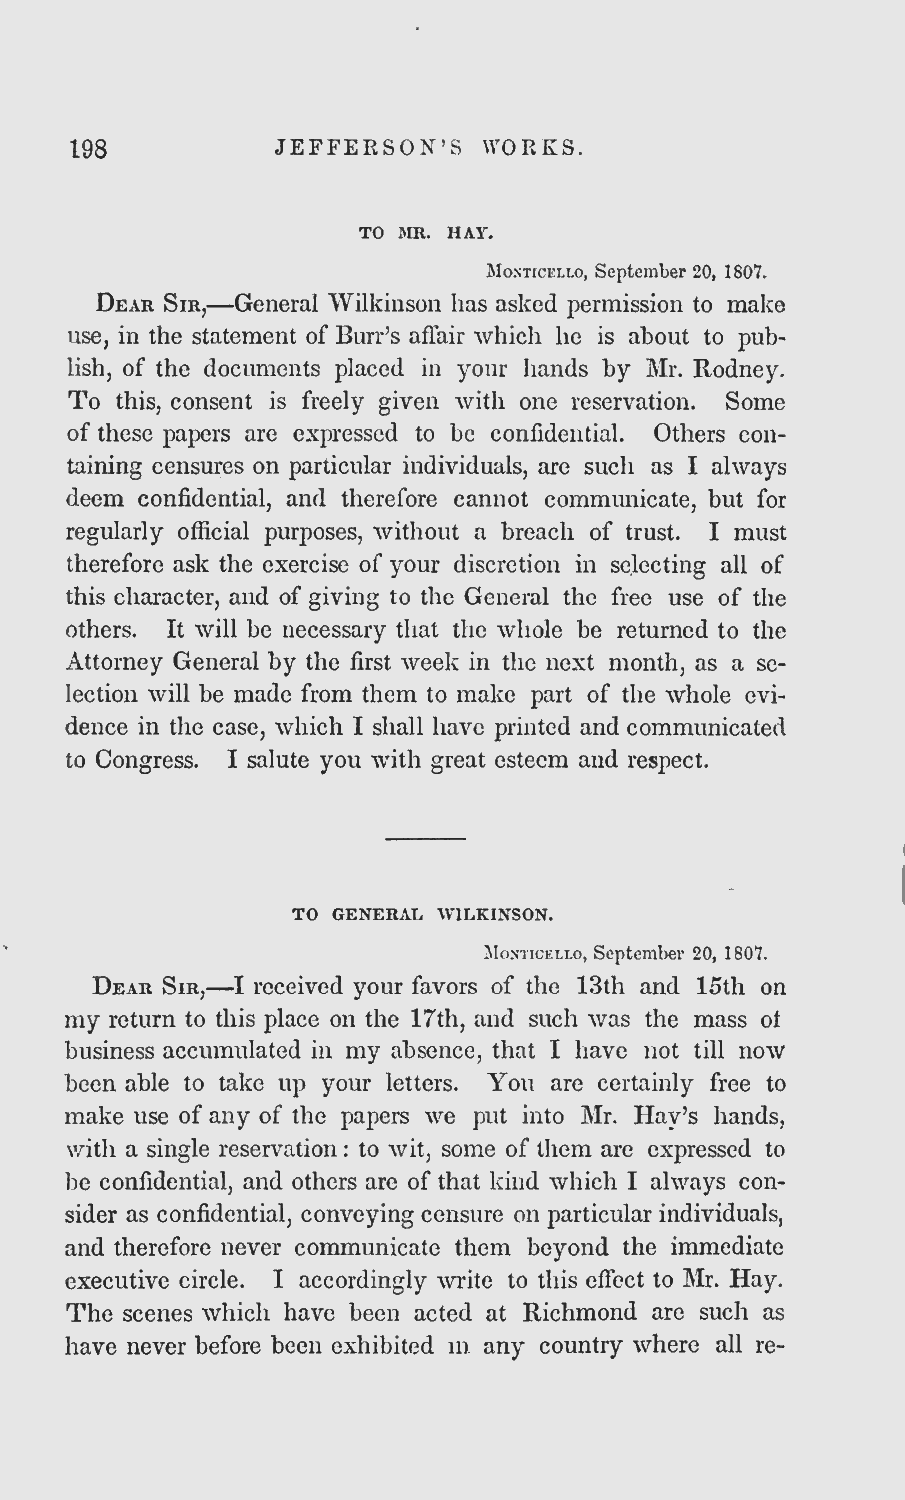 198 JEFFERSON'S WORKS.
TO MR. HAY.
MONTICELLO, September 20, 1807.
DEAR SIR,—General Wilkinson has asked permission to make
use, in the statement of Burr's affair which he is about to pub-
lish, of the documents placed in your hands by Mr. Rodney.
To this, consent is freely given with one reservation. Some
of these papers are expressed to be confidential. Others con-
taining censures on particular individuals, are such as I always
deem confidential, and therefore cannot communicate, but for
regularly official purposes, without a breach of trust. I must
therefore ask the exercise of your discretion in selecting all of
this character, and of giving to the General the free use of the
others. It will be necessary that the whole be returned to the
Attorney General by the first week in the next month, as a se-
lection will be made from them to make part of the whole evi-
dence in the case, which I shall have printed and communicated
to Congress. I salute you with great esteem and respect.
TO GENERAL WILKINSON.
MONTICELLO, September 20, 1807.
DEAR SIR,—I received your favors of the 13th and 15th on
my return to this place on the 17th, and such was the mass of
business accumulated in my absence, that I have not till now
been able to take up your letters. You are certainly free to
make use of any of the papers we put into Mr. Hay's hands,
with a single reservation: to wit, some of them are expressed to
be confidential, and others are of that kind which I always con-
sider as confidential, conveying censure on particular individuals,
and therefore never communicate them beyond the immediate
executive circle. I accordingly write to this effect to Mr. Hay.
The scenes which have been acted at Richmond are such as
have never before been exhibited in any country where all re-